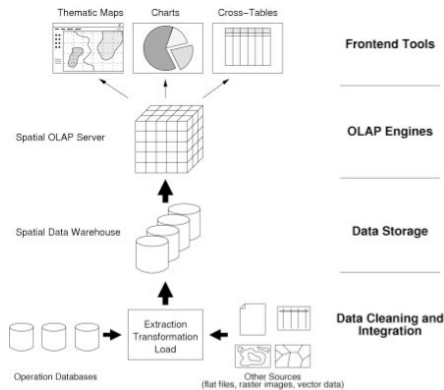 Thematic Maps
Charts
Cross-Tables
Frontend Tools
Spatial OLAP Server
OLAP Engines
Spatial Data Warehouse
Data Storage
Extraction
Transformation
Load
Data Cleaning and
Integration
Operation Databases
Other Sources
(flat files, raster images, vector data)